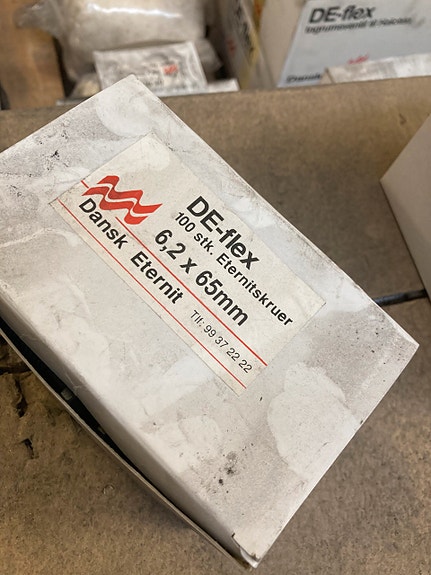 DE-flex
100 stk. Eternitskruer
6,2 x 65mm
Dansk Eternit
Tlf: 99 37 22 22
DE-flex